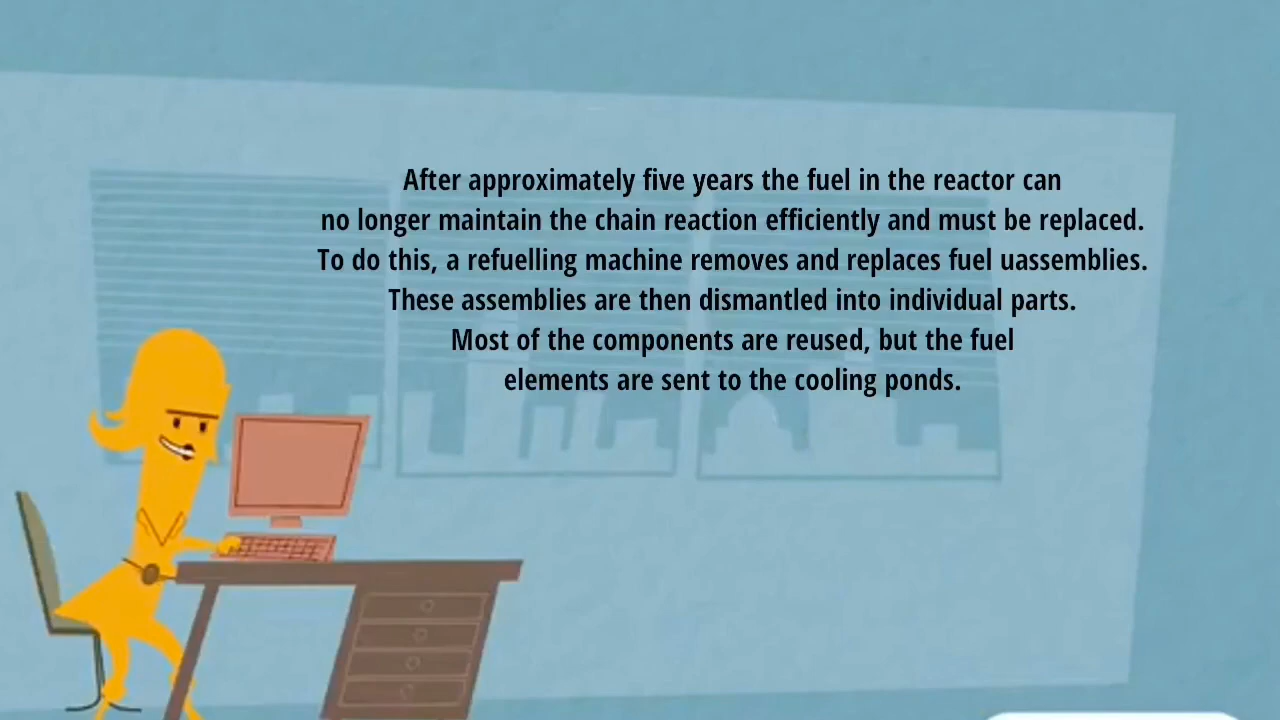 After approximately five years the fuel in the reactor can
no longer maintain the chain reaction efficiently and must be replaced.
To do this, a refuelling machine removes and replaces fuel uassemblies.
These assemblies are then dismantled into individual parts.
Most of the components are reused, but the fuel
elements are sent to the cooling ponds.